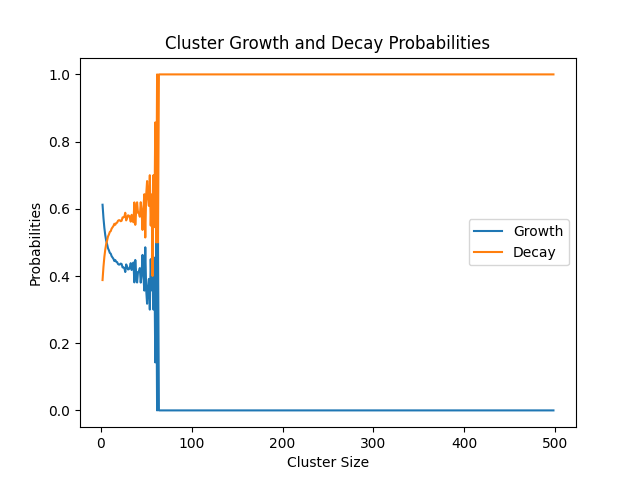 Cluster Growth and Decay Probabilities
1.0
0.8
0.6
0.4
0.2
0.0
Probabilities
Growth
Decay
0 100 200 300 400 500
Cluster Size